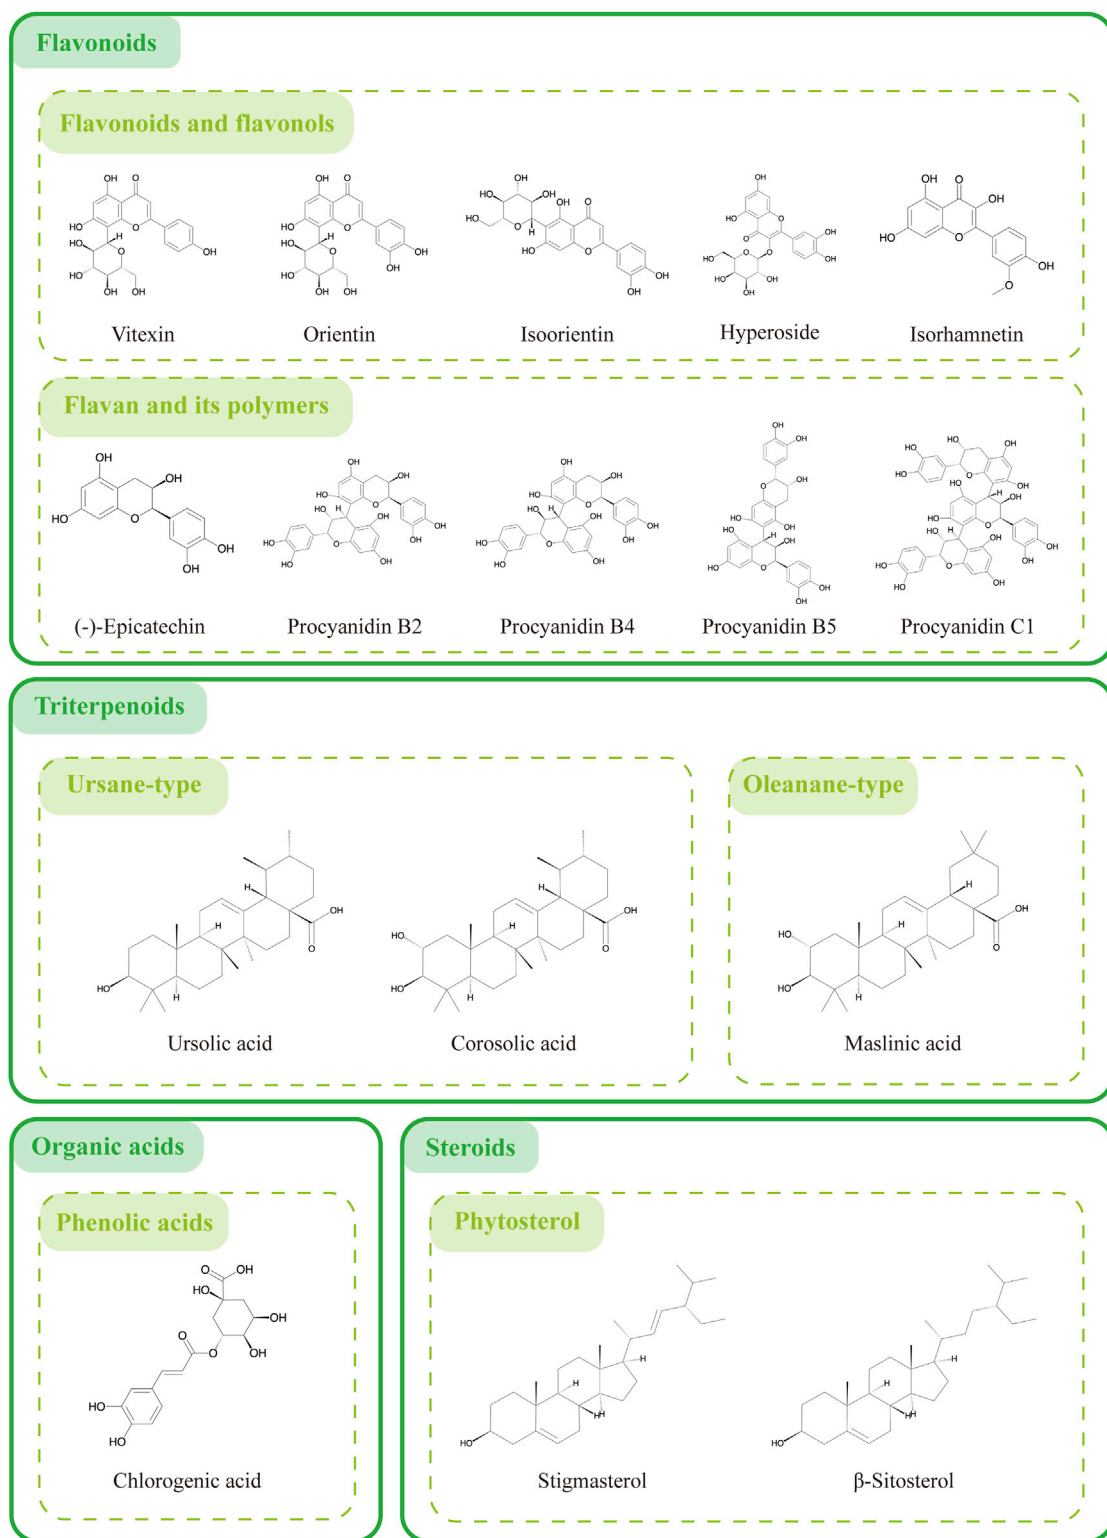 Flavonoids
Flavonoids and flavonols
Vitexin
Orientin
Isoorientin
Hyperoside
Isorhamnetin
Flavan and its polymers
(-)-Epicatechin
Procyanidin B2
Procyanidin B4
Procyanidin B5
Procyanidin C1
Triterpenoids
Ursane-type
Oleanane-type
Ursolic acid
Corosolic acid
Maslinic acid
Organic acids
Phenolic acids
Chlorogenic acid
Steroids
Phytosterol
Stigmasterol
β-Sitosterol